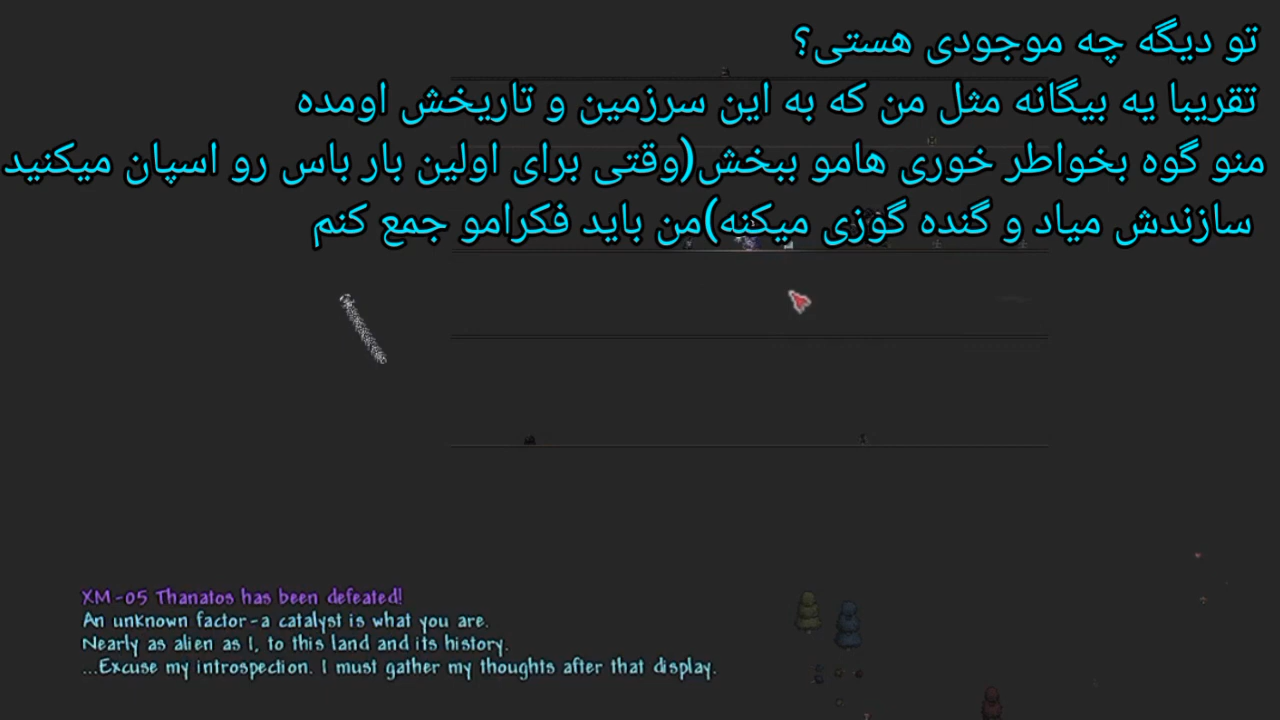 تو دیگه چه موجودی هستی؟
تقریبا یه بیگانه مثل من که به این سرزمین و تاریخش اومده
منو گوه بخواطر خوری هامو ببخش(وقتی برای اولین بار باس رو اسپان میکنید
سازندش میاد و گنده گوزی میکنه)من باید فکرامو جمع کنم
XM-05 Thanatos has been defeated!
An unknown factor-a catalyst is what you are.
Nearly as alien as I, to this land and its history.
...Excuse my introspection. I must gather my thoughts after that display.